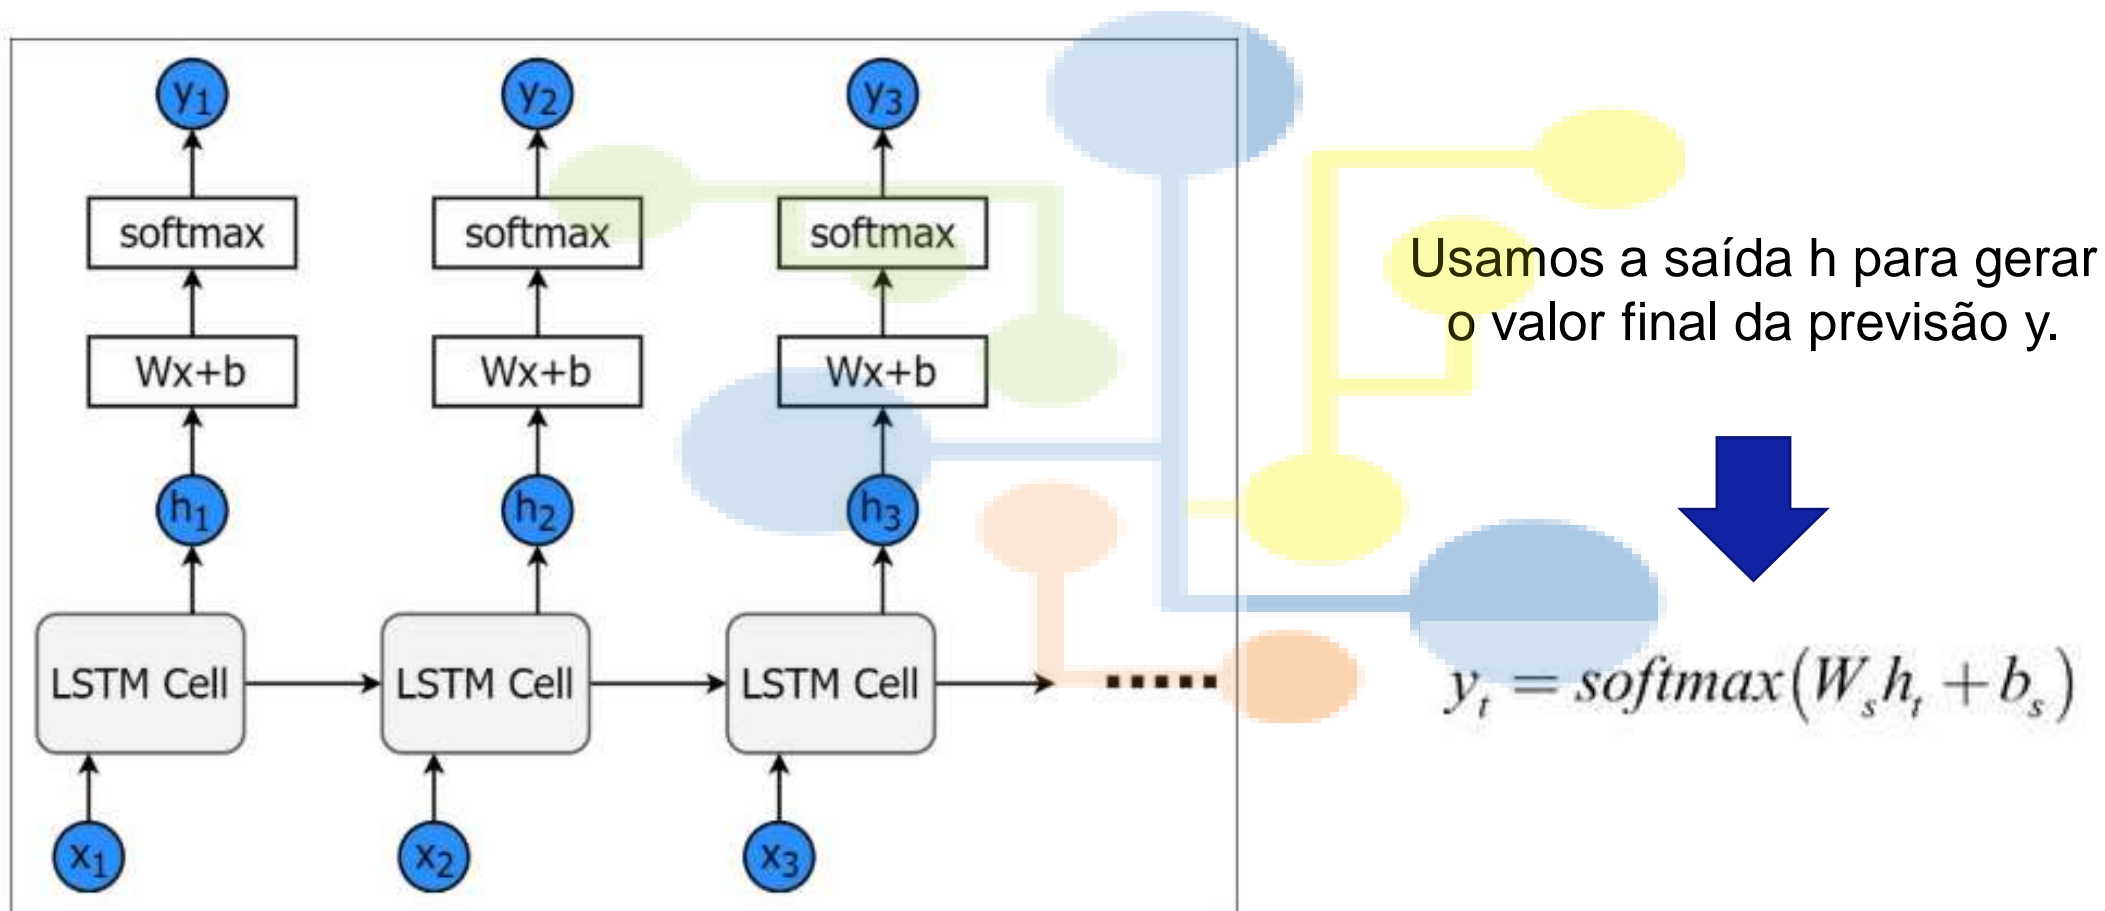 y₁ y₂ y₃
softmax softmax softmax
Wx+b Wx+b Wx+b
h₁ h₂ h₃
LSTM Cell LSTM Cell LSTM Cell .....
x₁ x₂ x₃
Usamos a saída h para gerar
o valor final da previsão y.
yₜ = softmax(Wₛhₜ + bₛ)